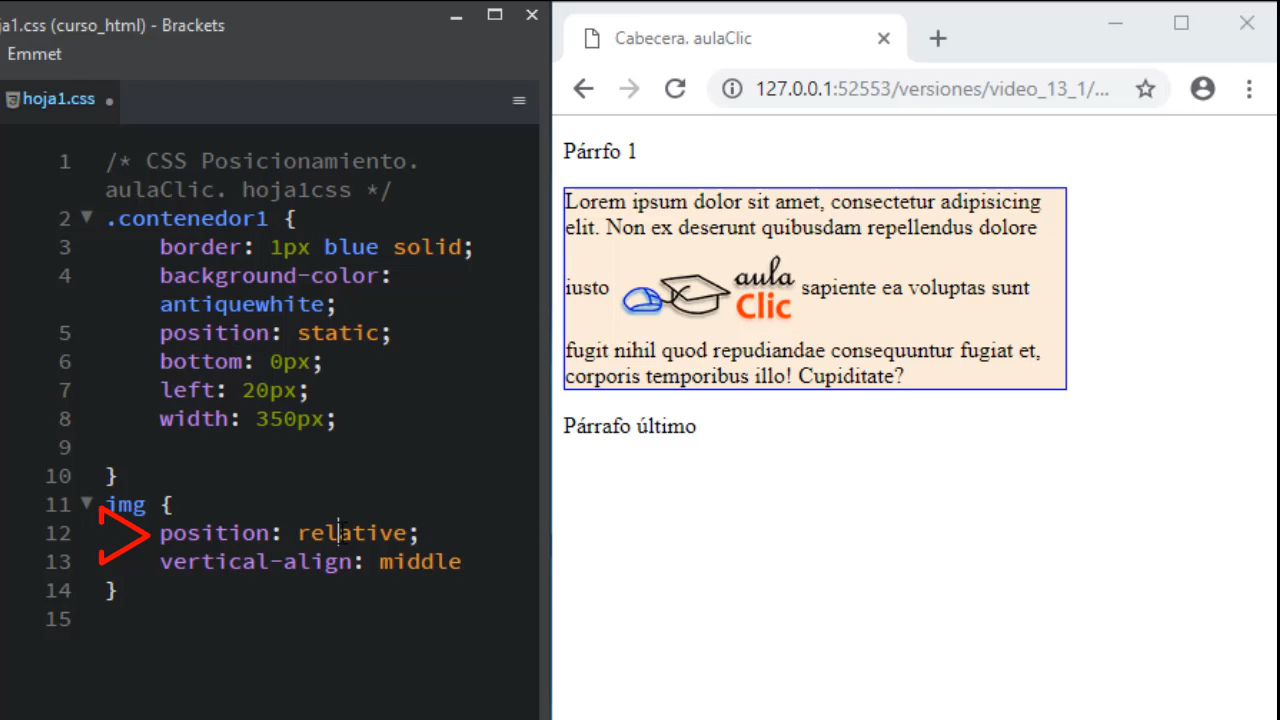 ja1.css (curso_html) - Brackets
Emmet
hoja1.css
1 /* CSS Posicionamiento.
aulaClic. hoja1css */
2 .contenedor1 {
3 border: 1px blue solid;
4 background-color:
antiquewhite;
5 position: static;
6 bottom: 0px;
7 left: 20px;
8 width: 350px;
9
10 }
11 img {
12 position: relative;
13 vertical-align: middle
14 }
15
Cabecera. aulaClic
127.0.0.1:52553/versiones/video_13_1/...
Párrfo 1
Lorem ipsum dolor sit amet, consectetur adipisicing
elit. Non ex deserunt quibusdam repellendus dolore
iusto aula Clic sapiente ea voluptas sunt
fugit nihil quod repudiandae consequuntur fugiat et,
corporis temporibus illo! Cupiditate?
Párrafo último